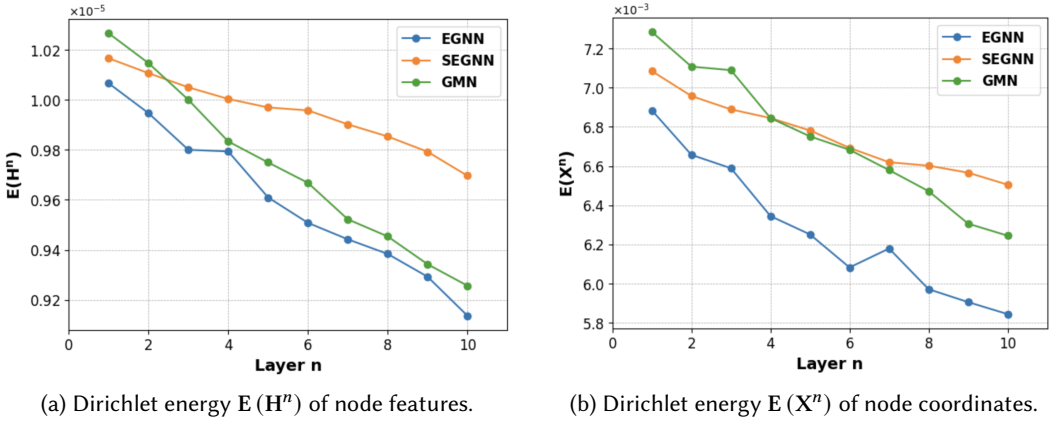 ×10⁻⁵
1.02
1.00
0.98
0.96
0.94
0.92
E(Hⁿ)
EGNN
SEGNN
GMN
0 2 4 6 8 10
Layer n
(a) Dirichlet energy E (Hⁿ) of node features.
×10⁻³
7.2
7.0
6.8
6.6
6.4
6.2
6.0
5.8
E(Xⁿ)
EGNN
SEGNN
GMN
0 2 4 6 8 10
Layer n
(b) Dirichlet energy E (Xⁿ) of node coordinates.